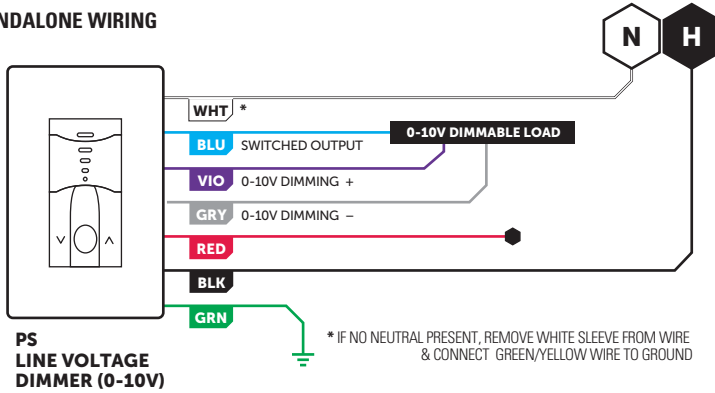 NDALONE WIRING
N H
WHT *
BLU SWITCHED OUTPUT
0-10V DIMMABLE LOAD
VIO 0-10V DIMMING +
GRY 0-10V DIMMING –
RED
BLK
GRN
* IF NO NEUTRAL PRESENT, REMOVE WHITE SLEEVE FROM WIRE
& CONNECT GREEN/YELLOW WIRE TO GROUND
PS
LINE VOLTAGE
DIMMER (0-10V)